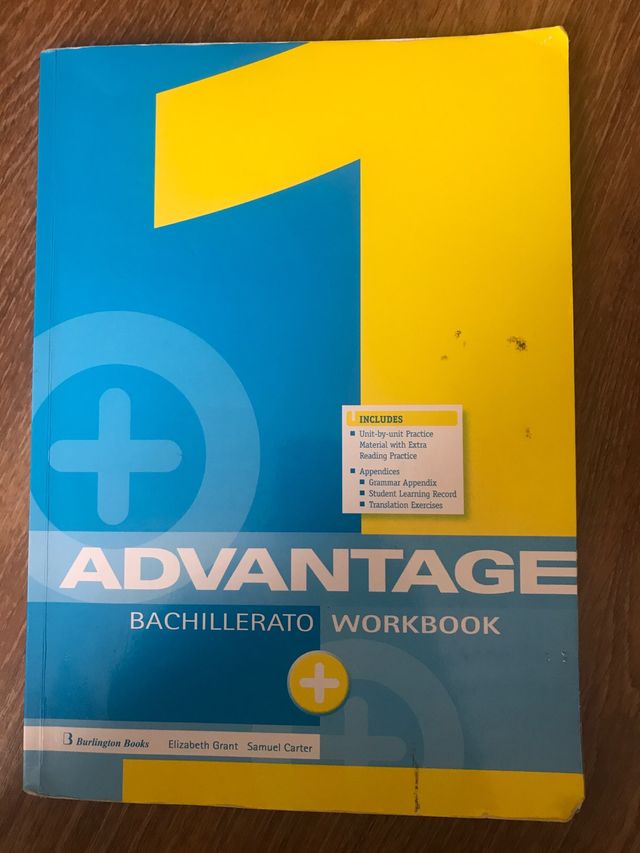 1
INCLUDES
Unit-by-unit Practice
Material with Extra
Reading Practice
Appendices
Grammar Appendix
Student Learning Record
Translation Exercises
ADVANTAGE
BACHILLERATO WORKBOOK
B Burlington Books Elizabeth Grant Samuel Carter